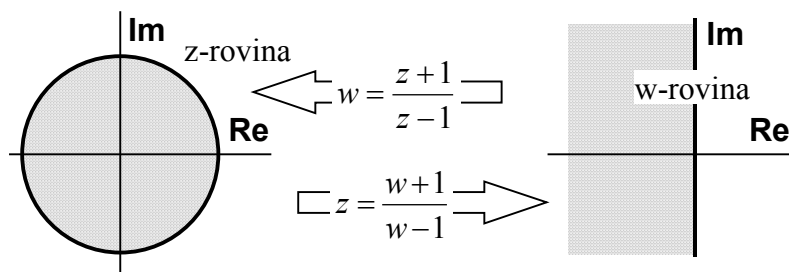 Im
z-rovina
w = z+1 / z−1
Re
z = w+1 / w−1
Im
w-rovina
Re